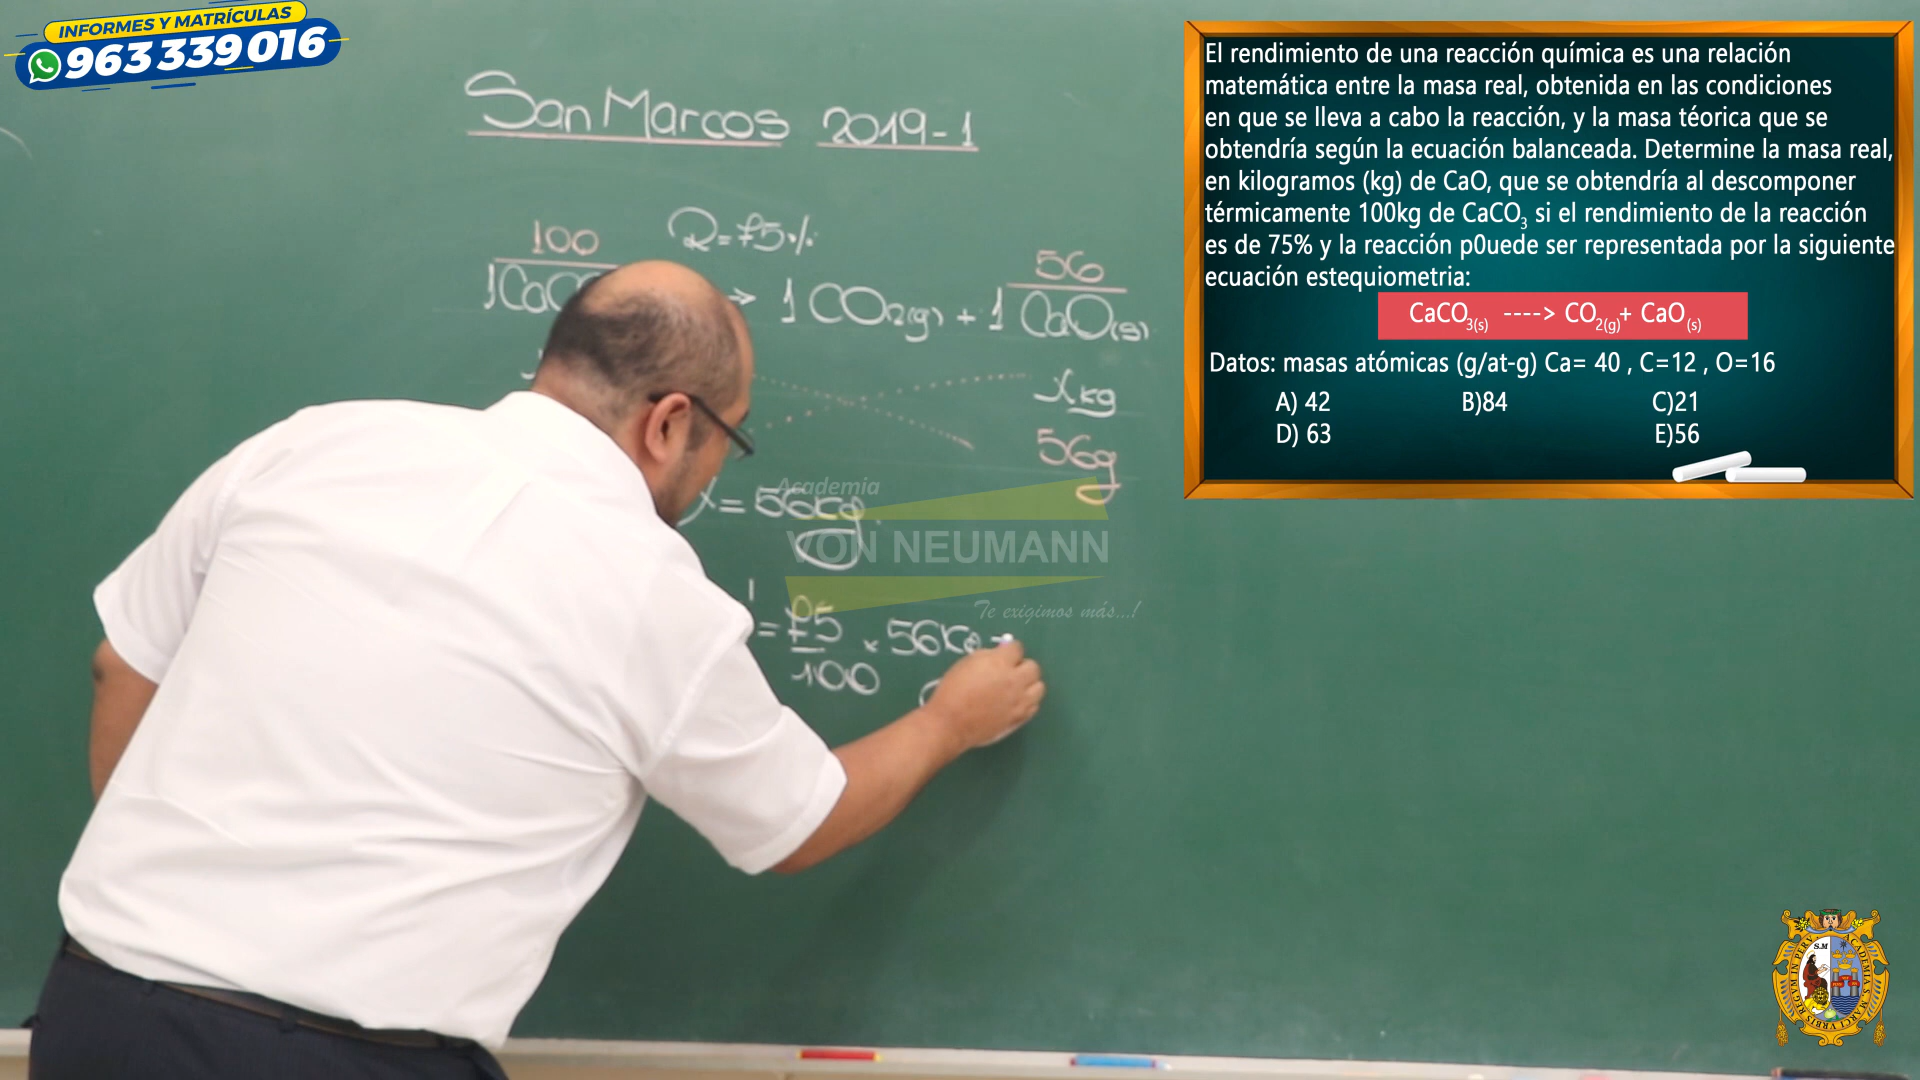 INFORMES Y MATRÍCULAS
963 339 016
San Marcos 2019-1
R=75%
100
56
1CaC
→ 1CO2(g) + 1 CaO(s)
x kg
56g
x=56kg.
= 75 × 56Kg =
100
Academia
VON NEUMANN
Te exigimos más...!
El rendimiento de una reacción química es una relación
matemática entre la masa real, obtenida en las condiciones
en que se lleva a cabo la reacción, y la masa téorica que se
obtendría según la ecuación balanceada. Determine la masa real,
en kilogramos (kg) de CaO, que se obtendría al descomponer
térmicamente 100kg de CaCO3 si el rendimiento de la reacción
es de 75% y la reacción p0uede ser representada por la siguiente
ecuación estequiometria:
CaCO3(s) ----> CO2(g)+ CaO(s)
Datos: masas atómicas (g/at-g) Ca= 40 , C=12 , O=16
A) 42 B)84 C)21
D) 63 E)56
S.M